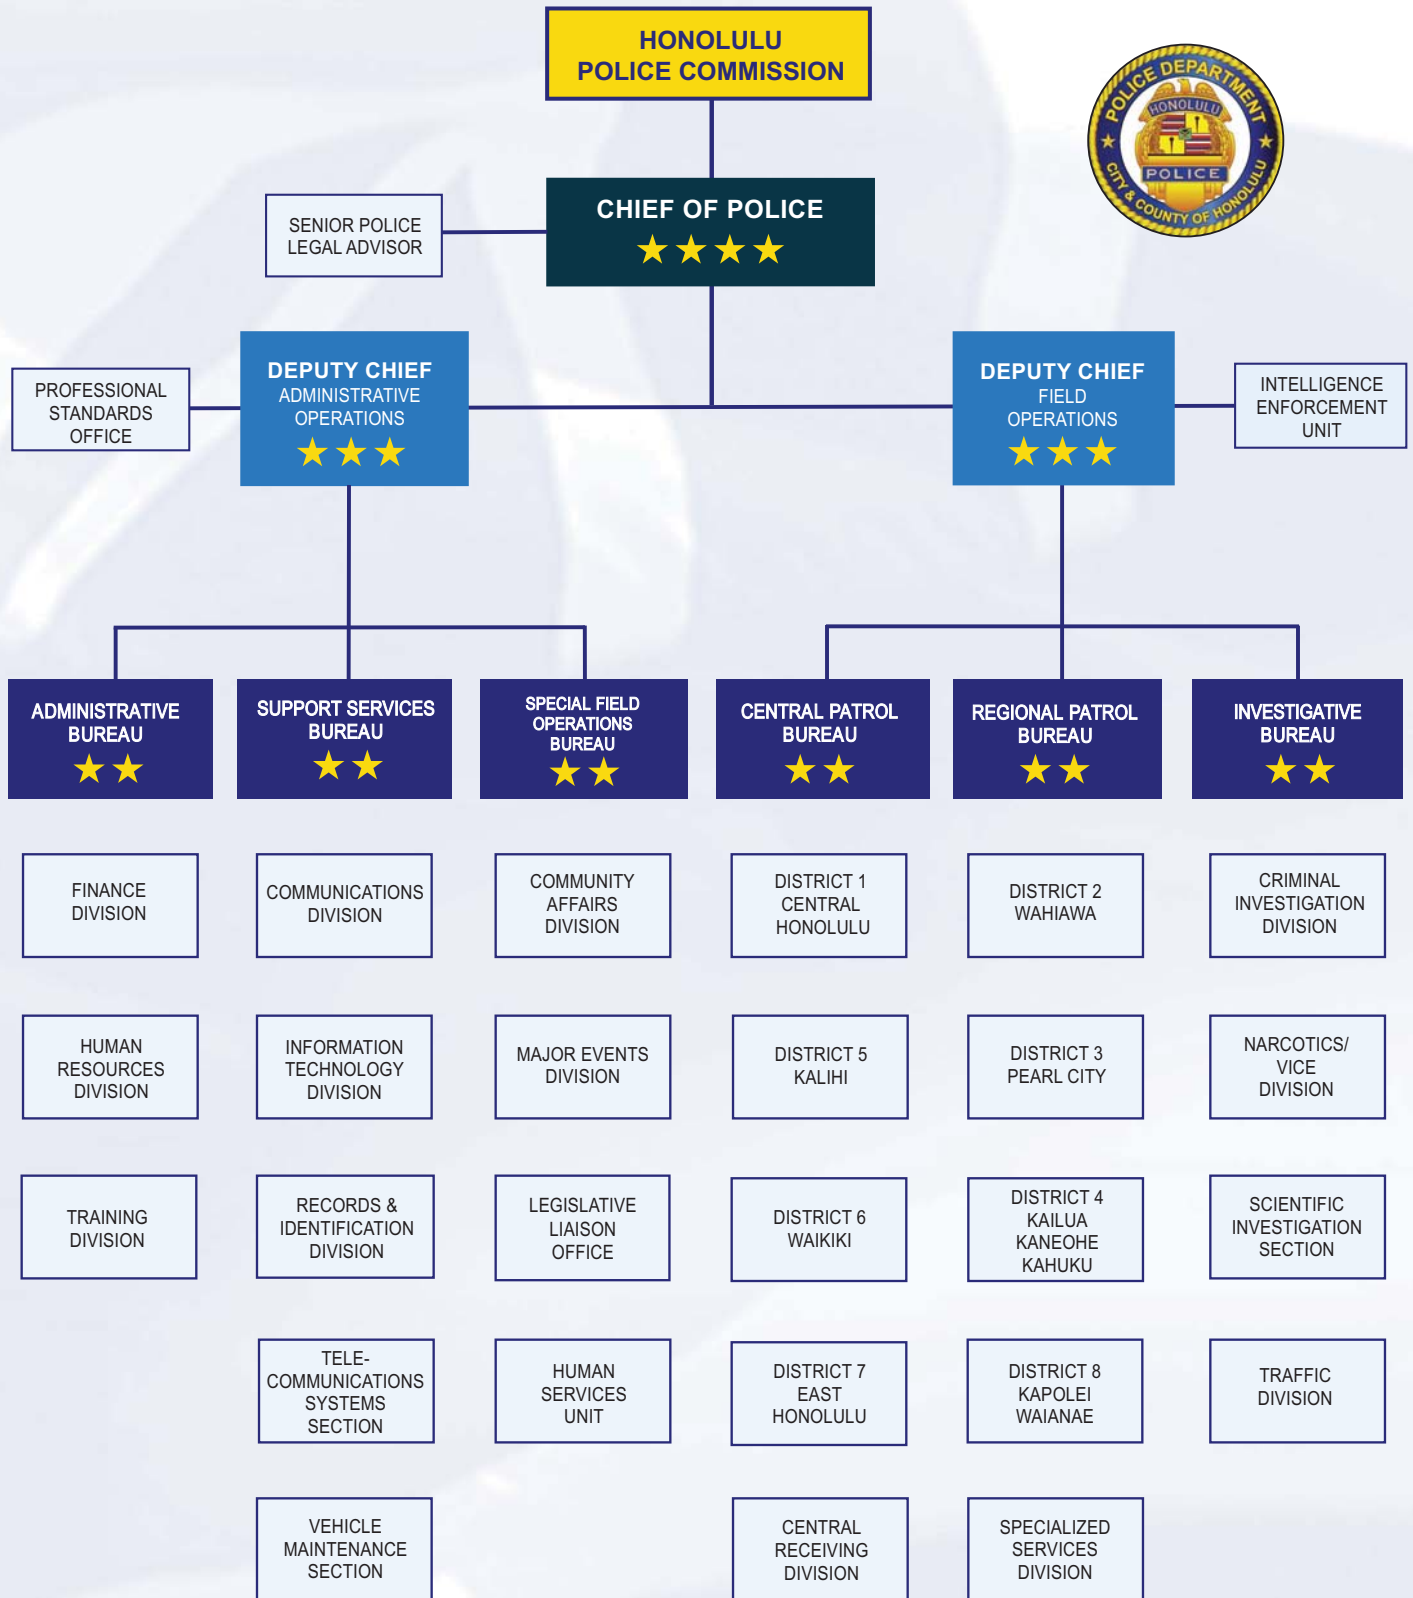 HONOLULU
POLICE COMMISSION
POLICE DEPARTMENT
HONOLULU
POLICE
CITY & COUNTY OF HONOLULU
CHIEF OF POLICE
SENIOR POLICE
LEGAL ADVISOR
DEPUTY CHIEF
ADMINISTRATIVE
OPERATIONS
DEPUTY CHIEF
FIELD
OPERATIONS
PROFESSIONAL
STANDARDS
OFFICE
INTELLIGENCE
ENFORCEMENT
UNIT
ADMINISTRATIVE
BUREAU
SUPPORT SERVICES
BUREAU
SPECIAL FIELD
OPERATIONS
BUREAU
CENTRAL PATROL
BUREAU
REGIONAL PATROL
BUREAU
INVESTIGATIVE
BUREAU
FINANCE
DIVISION
COMMUNICATIONS
DIVISION
COMMUNITY
AFFAIRS
DIVISION
DISTRICT 1
CENTRAL
HONOLULU
DISTRICT 2
WAHIAWA
CRIMINAL
INVESTIGATION
DIVISION
HUMAN
RESOURCES
DIVISION
INFORMATION
TECHNOLOGY
DIVISION
MAJOR EVENTS
DIVISION
DISTRICT 5
KALIHI
DISTRICT 3
PEARL CITY
NARCOTICS/
VICE
DIVISION
TRAINING
DIVISION
RECORDS &
IDENTIFICATION
DIVISION
LEGISLATIVE
LIAISON
OFFICE
DISTRICT 6
WAIKIKI
DISTRICT 4
KAILUA
KANEOHE
KAHUKU
SCIENTIFIC
INVESTIGATION
SECTION
TELE-
COMMUNICATIONS
SYSTEMS
SECTION
HUMAN
SERVICES
UNIT
DISTRICT 7
EAST
HONOLULU
DISTRICT 8
KAPOLEI
WAIANAE
TRAFFIC
DIVISION
VEHICLE
MAINTENANCE
SECTION
CENTRAL
RECEIVING
DIVISION
SPECIALIZED
SERVICES
DIVISION